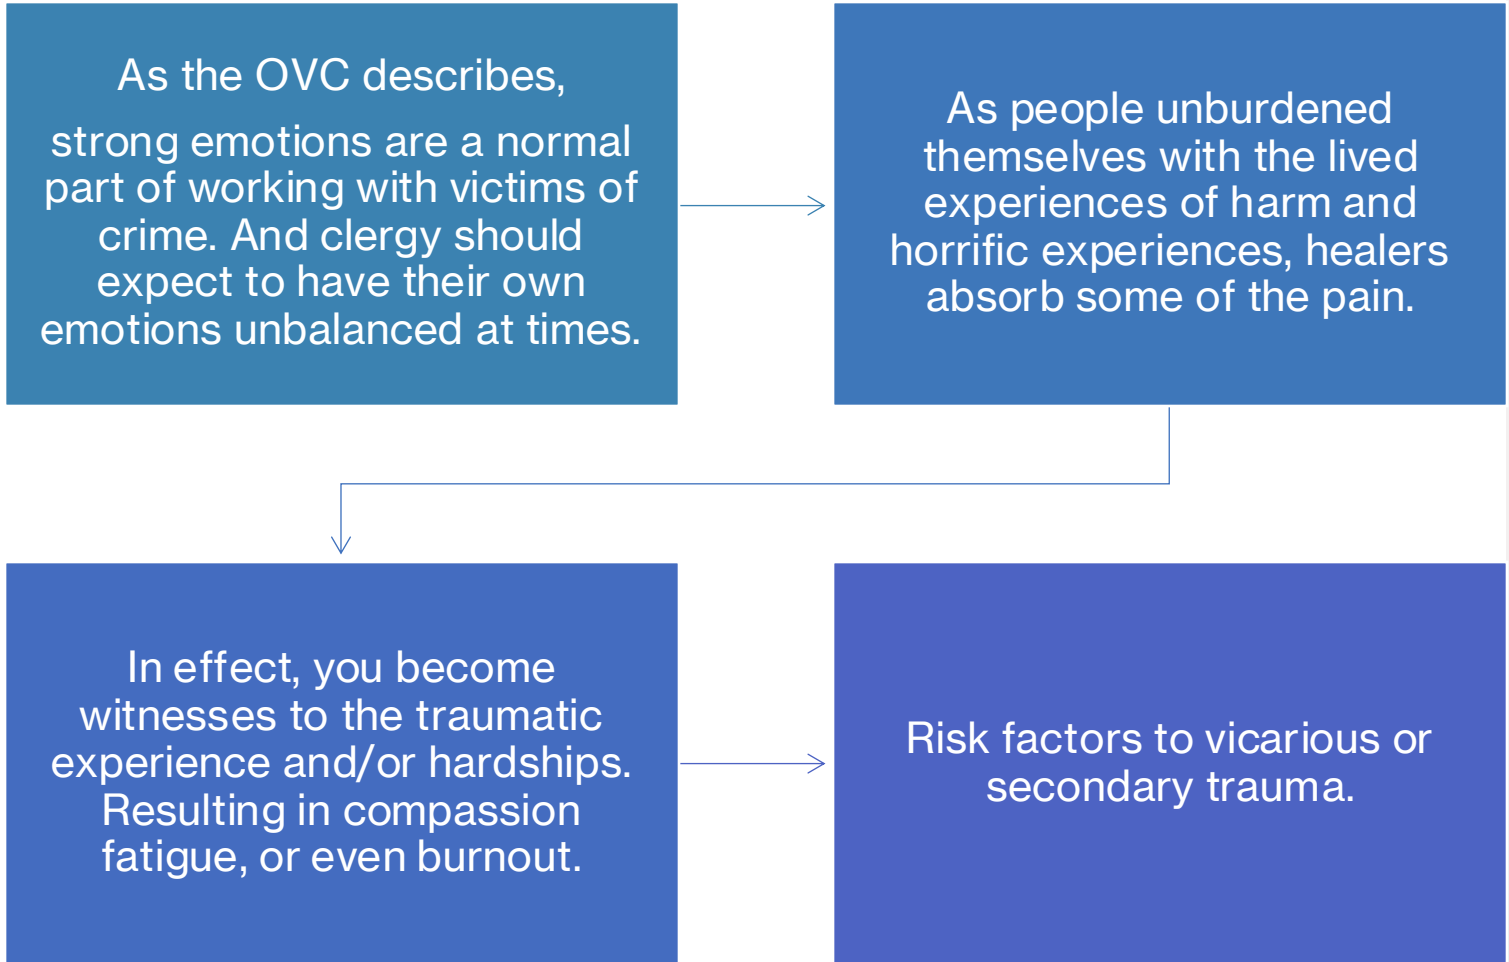 As the OVC describes,
strong emotions are a normal
part of working with victims of
crime. And clergy should
expect to have their own
emotions unbalanced at times.
As people unburdened
themselves with the lived
experiences of harm and
horrific experiences, healers
absorb some of the pain.
In effect, you become
witnesses to the traumatic
experience and/or hardships.
Resulting in compassion
fatigue, or even burnout.
Risk factors to vicarious or
secondary trauma.